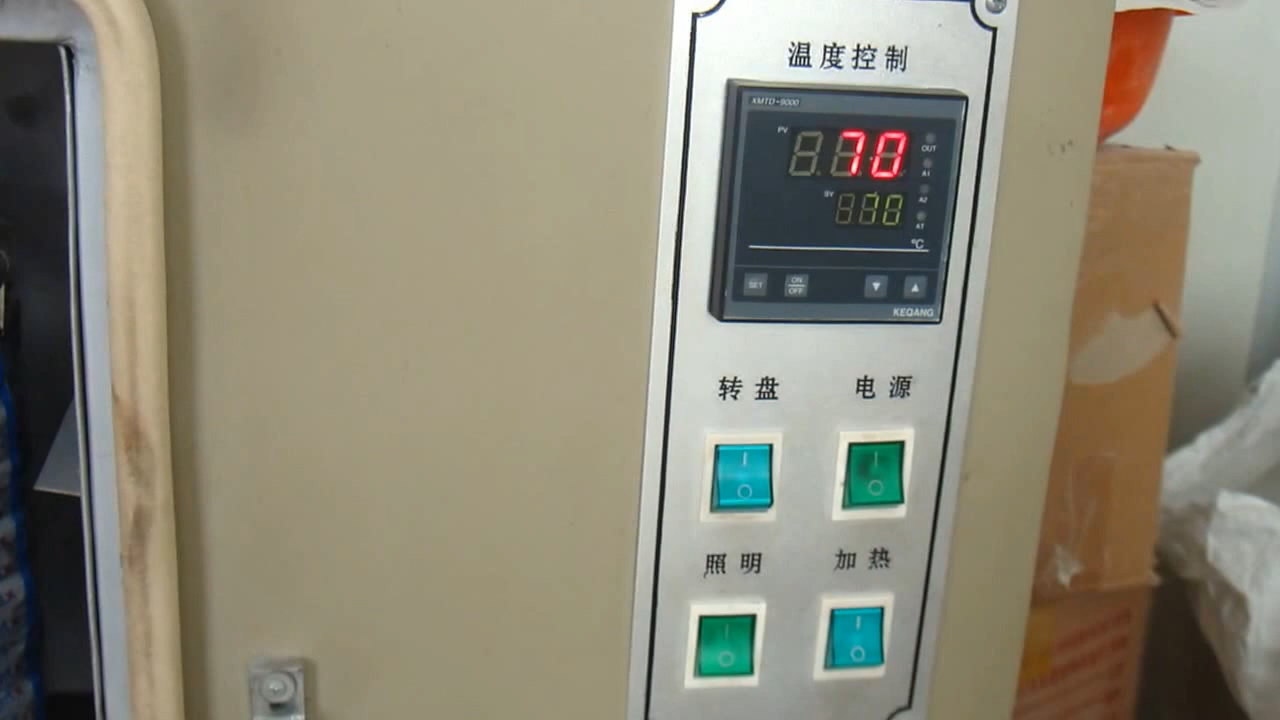 温度控制
XMTD-9000
PV
70
OUT
A1
SV
A2
10
AT
℃
SET
ON
OFF
▼
▲
KEQANG
转盘
电源
I
I
O
O
照明
加热
I
I
O
O